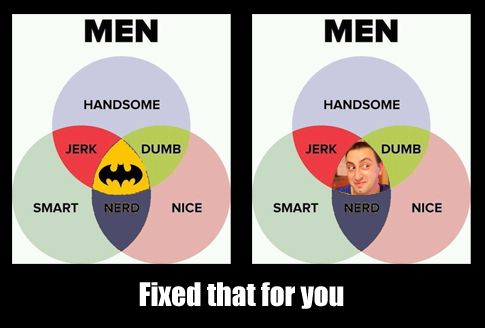 MEN MEN
HANDSOME HANDSOME
JERK DUMB JERK DUMB
SMART NERD NICE SMART NERD NICE
Fixed that for you